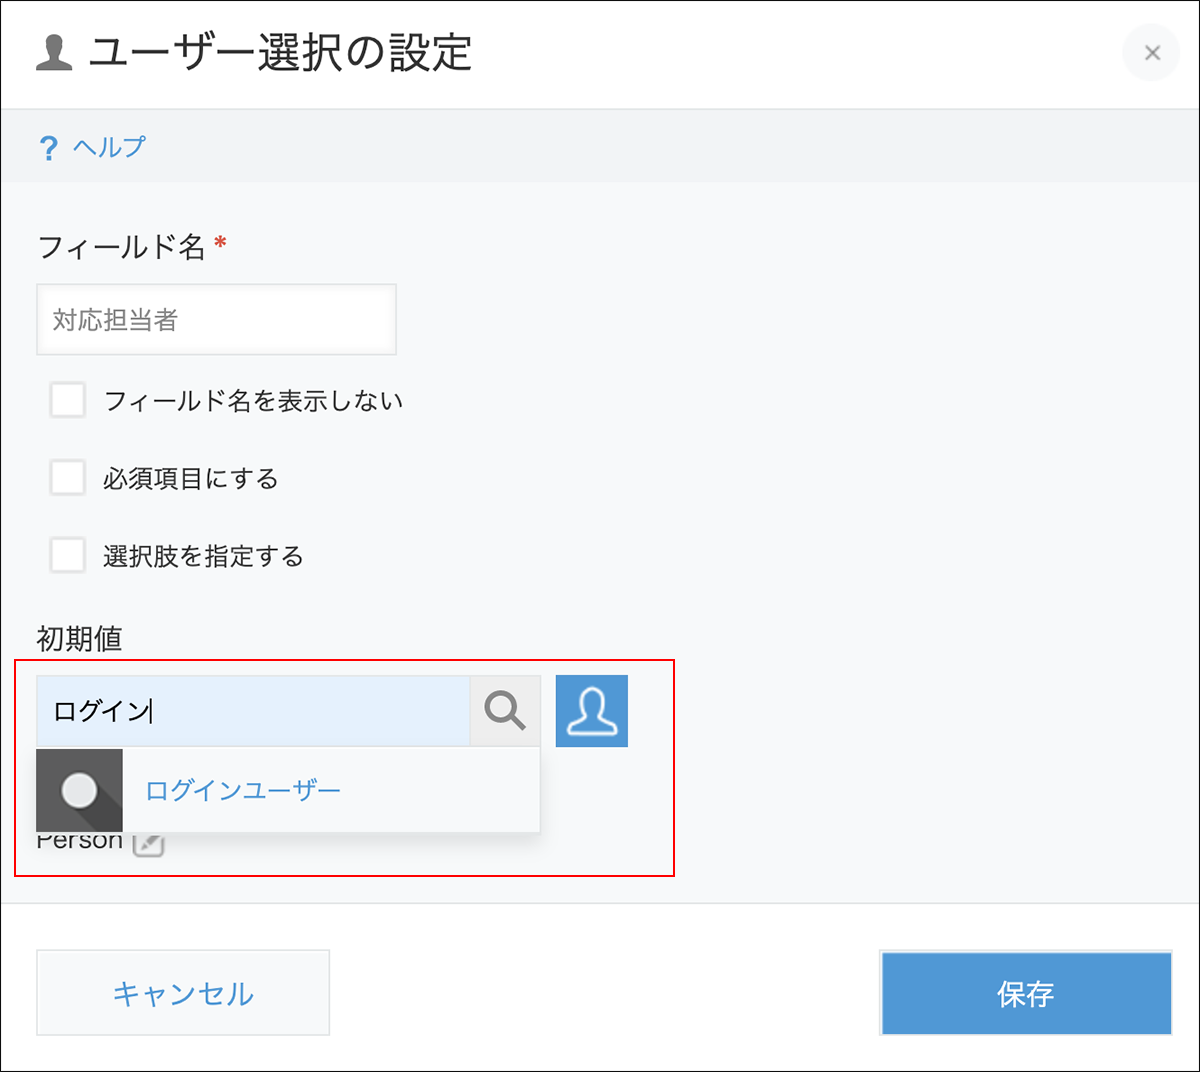 ユーザー選択の設定
? ヘルプ
フィールド名 *
対応担当者
フィールド名を表示しない
必須項目にする
選択肢を指定する
初期値
ログイン
ログインユーザー
Person
キャンセル
保存